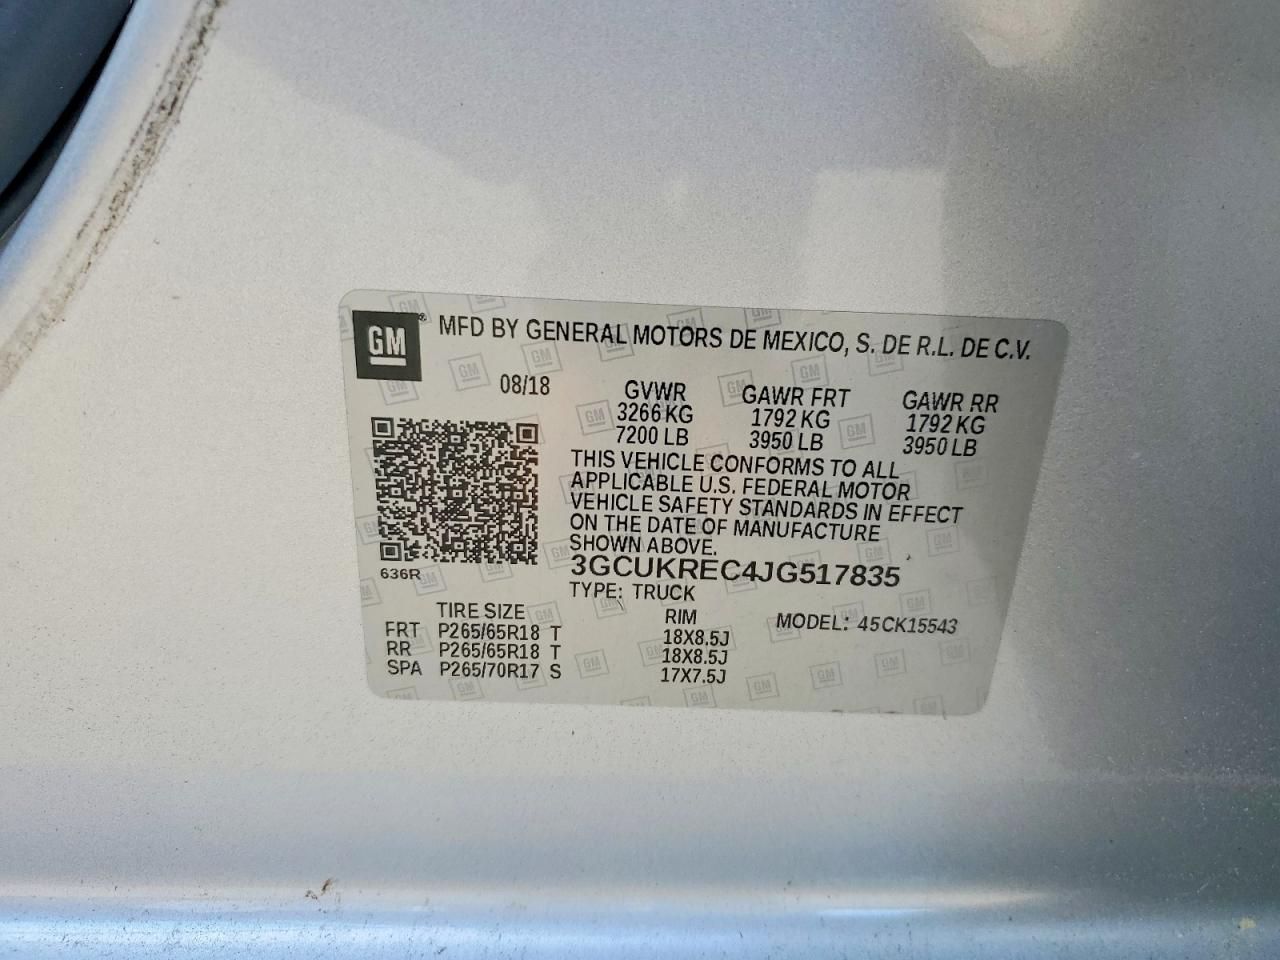 GM
MFD BY GENERAL MOTORS DE MEXICO, S. DE R.L. DE C.V.
08/18
GVWR GAWR FRT GAWR RR
3266 KG 1792 KG 1792 KG
7200 LB 3950 LB 3950 LB
THIS VEHICLE CONFORMS TO ALL
APPLICABLE U.S. FEDERAL MOTOR
VEHICLE SAFETY STANDARDS IN EFFECT
ON THE DATE OF MANUFACTURE
SHOWN ABOVE.
636R
3GCUKREC4JG517835
TYPE: TRUCK
TIRE SIZE RIM MODEL: 45CK15543
FRT P265/65R18 T 18X8.5J
RR P265/65R18 T 18X8.5J
SPA P265/70R17 S 17X7.5J